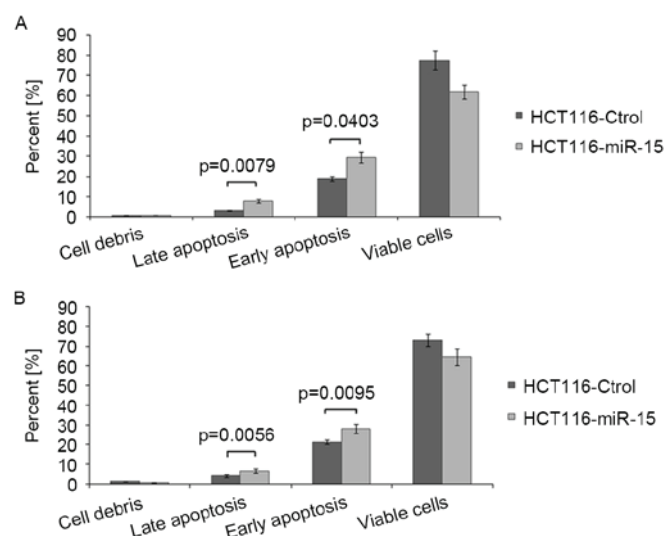 A
Percent [%]
90
80
70
60
50
40
30
20
10
0
p=0.0079
p=0.0403
Cell debris
Late apoptosis
Early apoptosis
Viable cells
HCT116-Ctrol
HCT116-miR-15
B
Percent [%]
90
80
70
60
50
40
30
20
10
0
p=0.0056
p=0.0095
Cell debris
Late apoptosis
Early apoptosis
Viable cells
HCT116-Ctrol
HCT116-miR-15